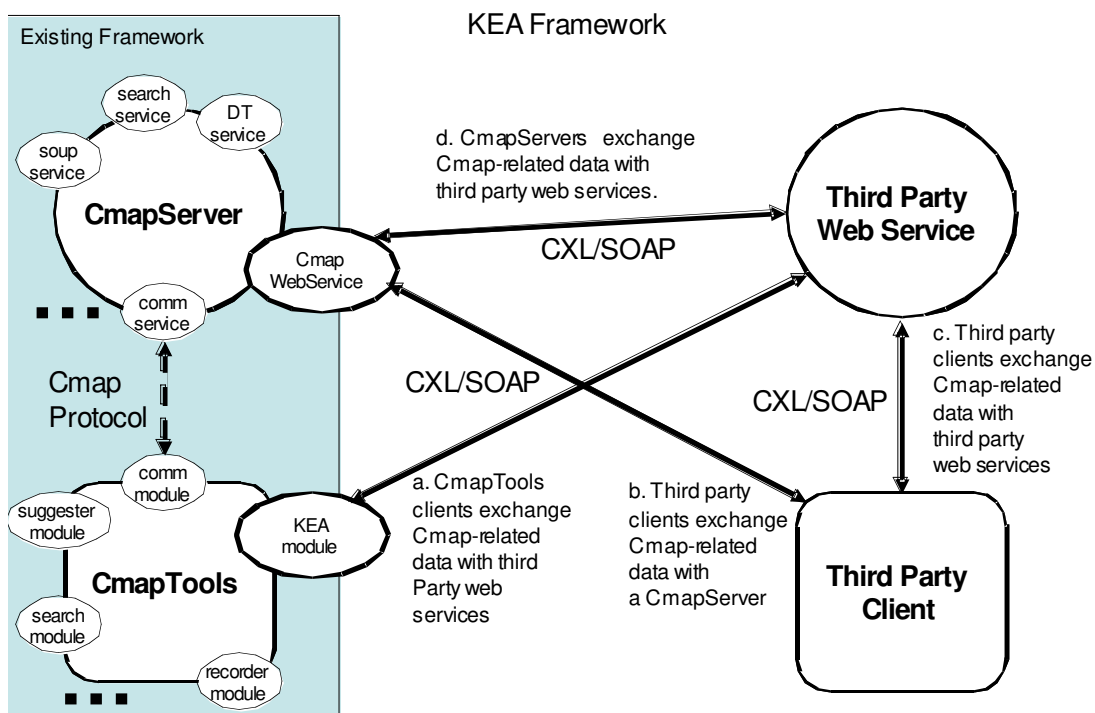 KEA Framework
Existing Framework
search
service
DT
service
soup
service
CmapServer
Cmap
WebService
comm
service
d. CmapServers exchange
Cmap-related data with
third party web services.
CXL/SOAP
Third Party
Web Service
Cmap
Protocol
CXL/SOAP
CXL/SOAP
c. Third party
clients exchange
Cmap-related
data with
third party
web services
comm
module
suggester
module
KEA
module
CmapTools
search
module
recorder
module
a. CmapTools
clients exchange
Cmap-related
data with third
Party web
services
b. Third party
clients exchange
Cmap-related
data with
a CmapServer
Third Party
Client